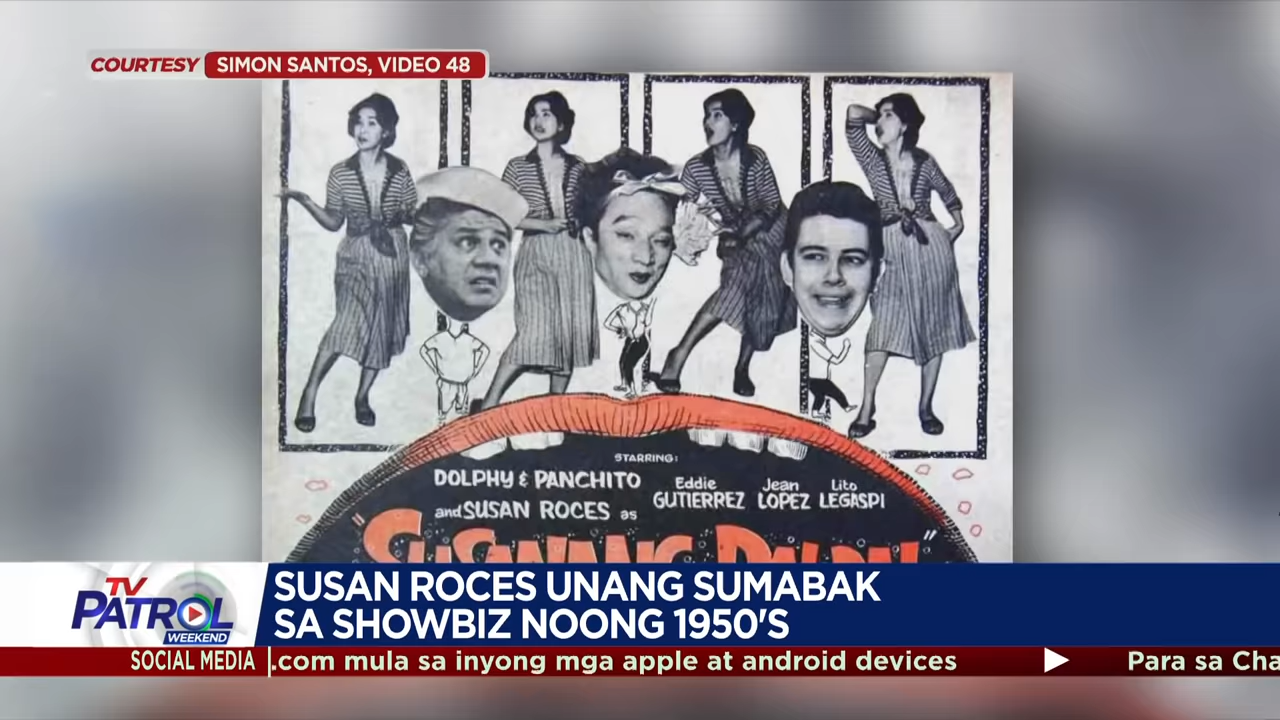 COURTESY SIMON SANTOS, VIDEO 48
STARRING:
DOLPHY & PANCHITO
Eddie GUTIERREZ
Jean LOPEZ
Lito LEGASPI
and SUSAN ROCES as
TV PATROL WEEKEND
SUSAN ROCES UNANG SUMABAK
SA SHOWBIZ NOONG 1950'S
SOCIAL MEDIA .com mula sa inyong mga apple at android devices Para sa Cha